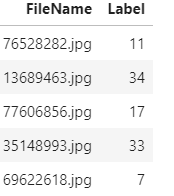 FileName Label
76528282.jpg 11
13689463.jpg 34
77606856.jpg 17
35148993.jpg 33
69622618.jpg 7